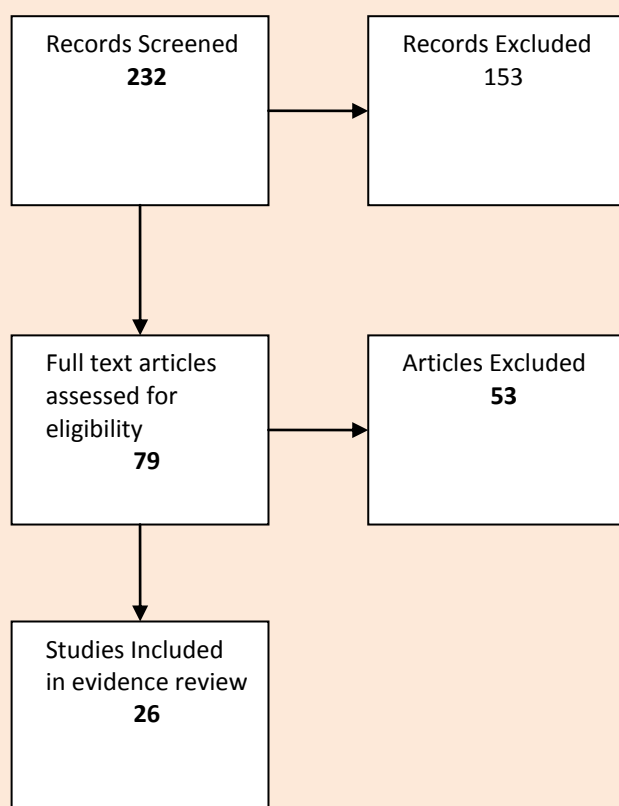 Records Screened
232
Records Excluded
153
Full text articles
assessed for
eligibility
79
Articles Excluded
53
Studies Included
in evidence review
26